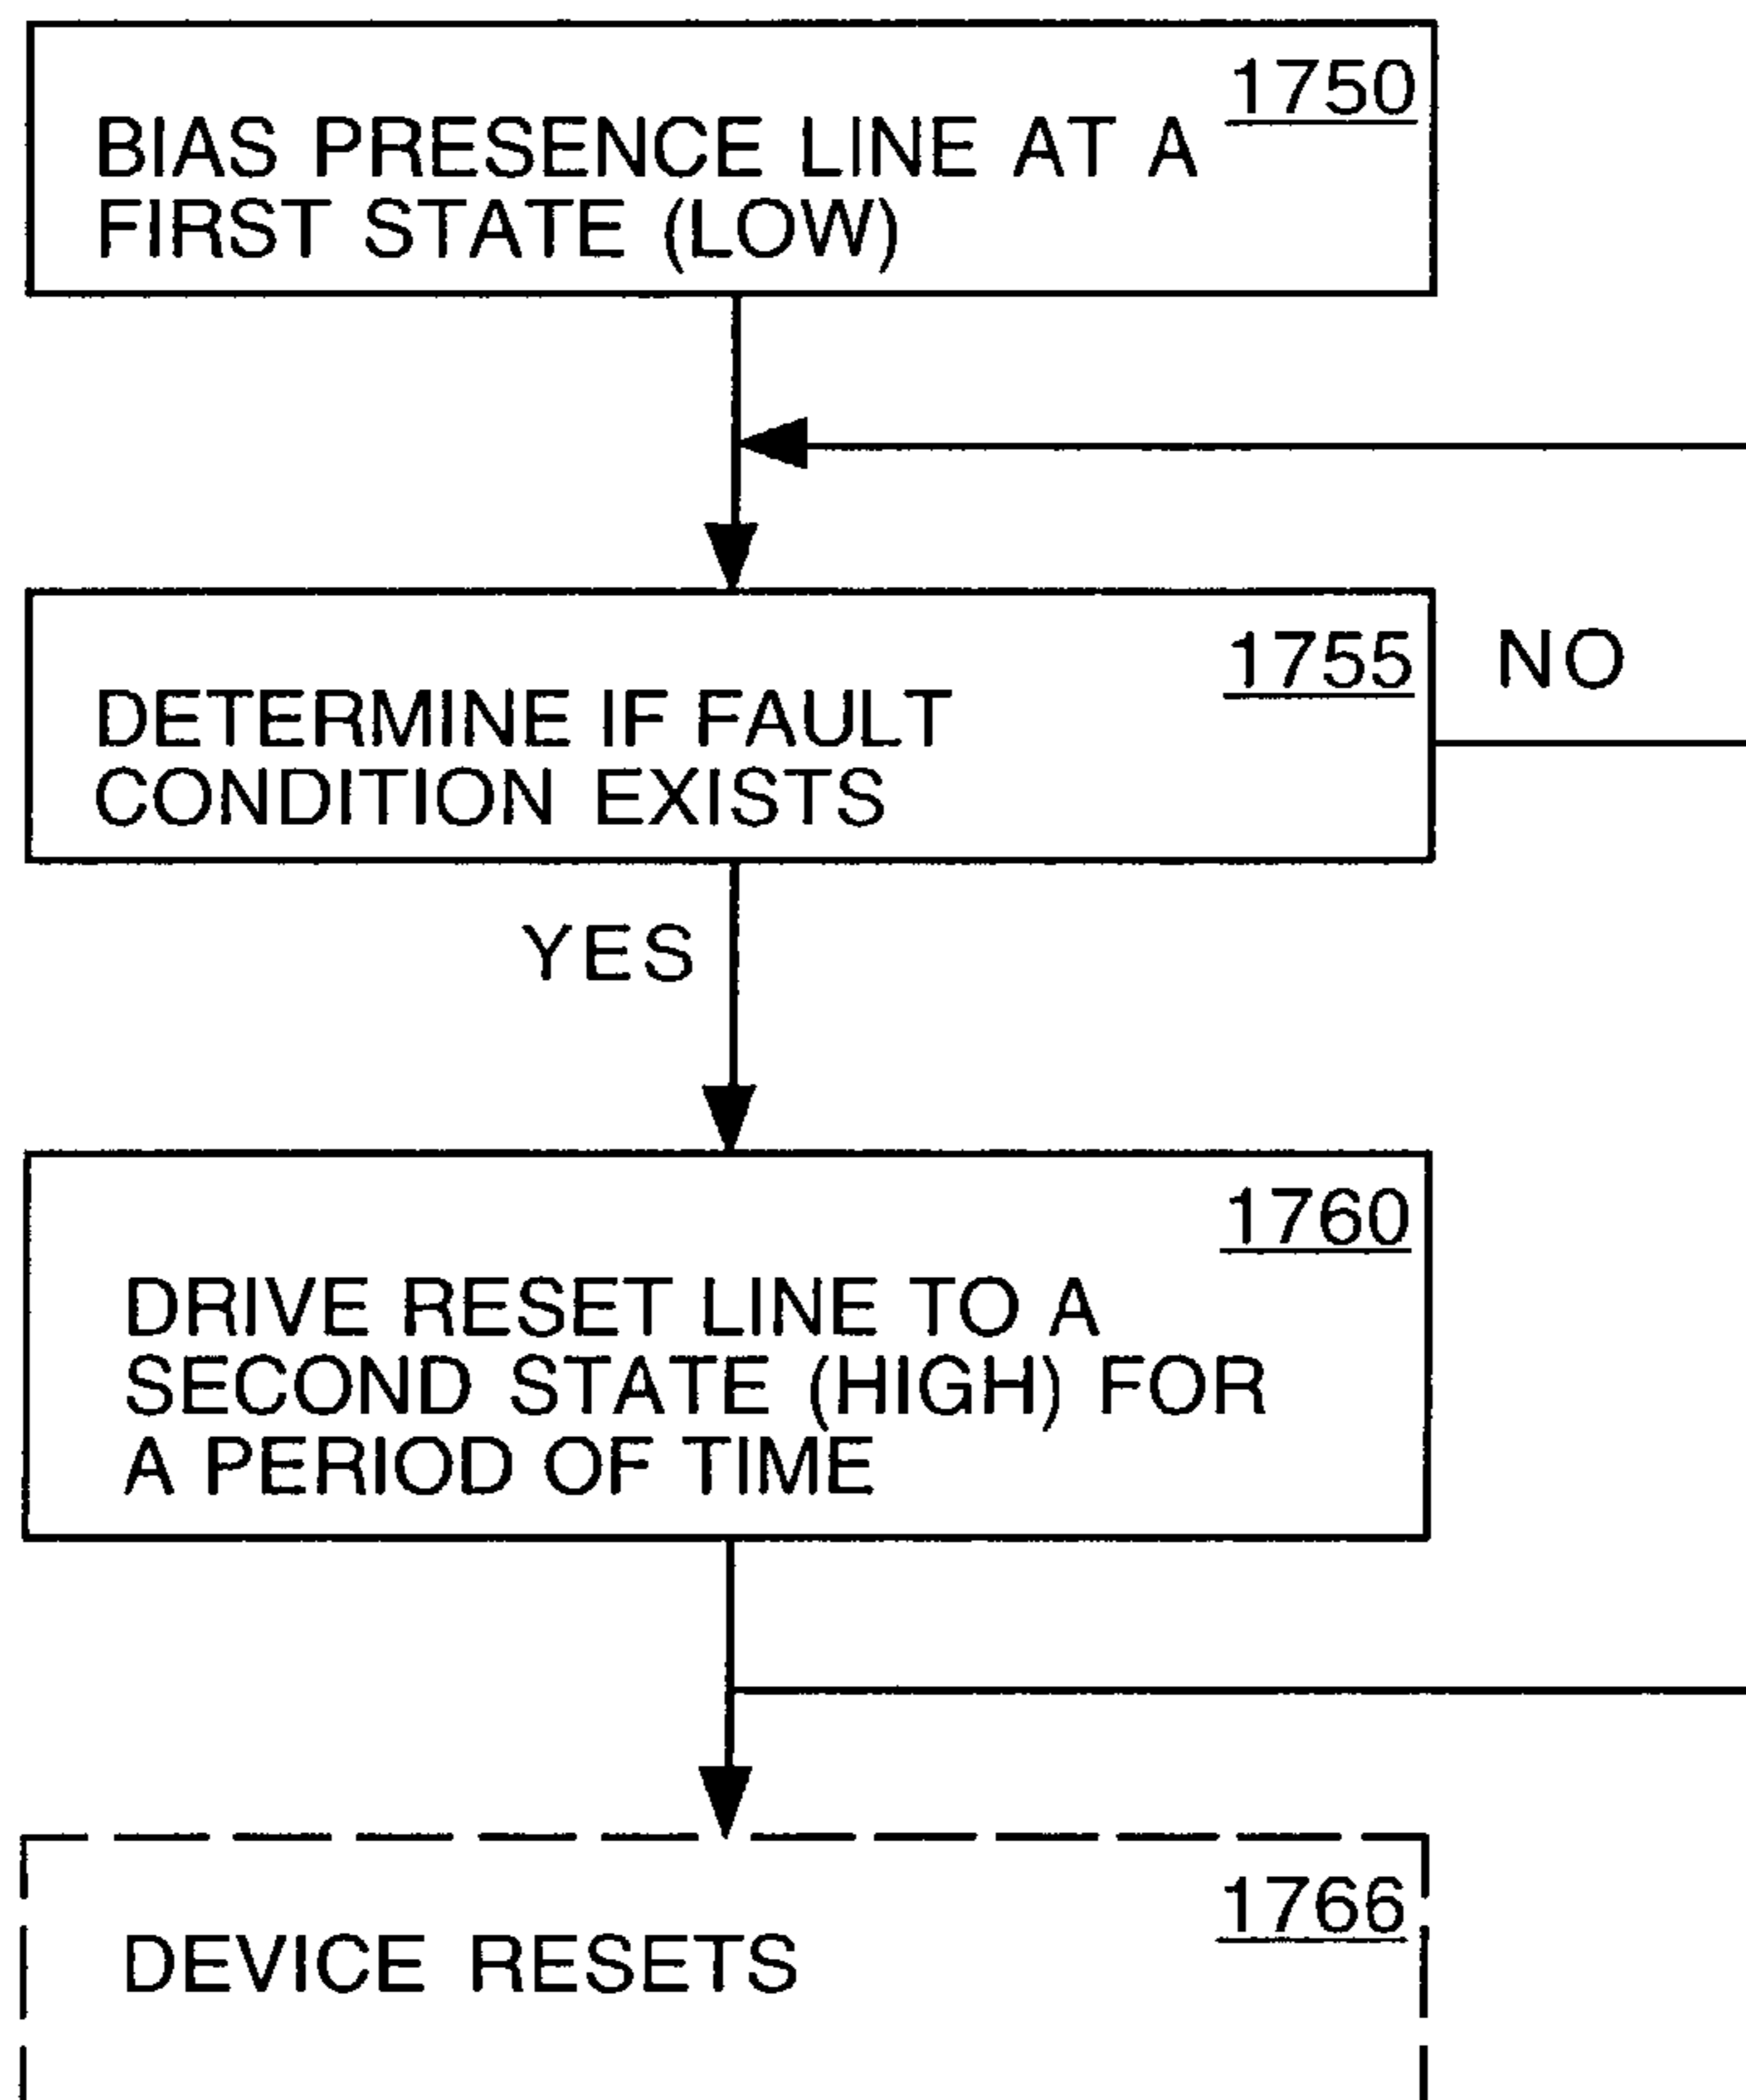 1750
BIAS PRESENCE LINE AT A
FIRST STATE (LOW)
1755
NO
DETERMINE IF FAULT
CONDITION EXISTS
YES
1760
DRIVE RESET LINE TO A
SECOND STATE (HIGH) FOR
A PERIOD OF TIME
1766
DEVICE RESETS